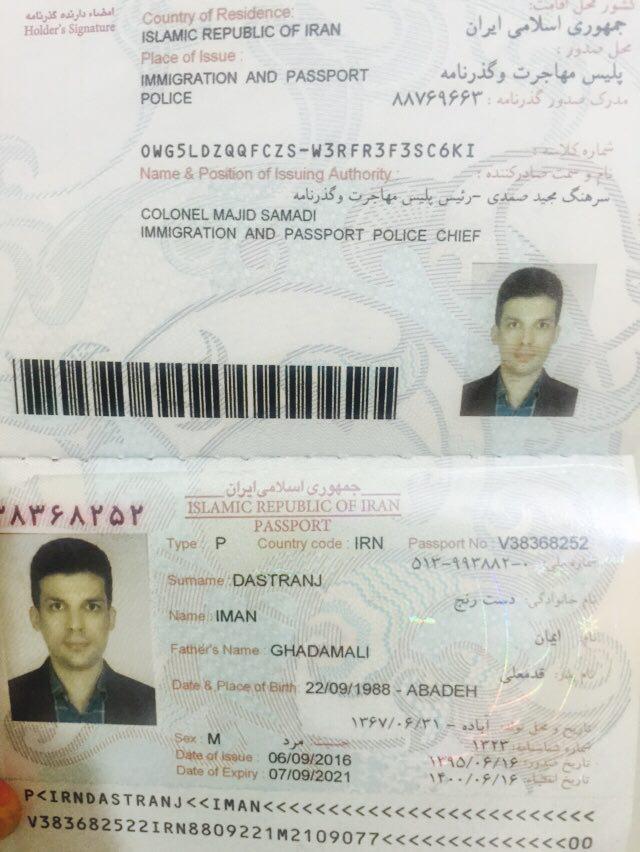 امضاء دارنده گذرنامه
Holder's Signature
Country of Residence:
کشور محل اقامت:
ISLAMIC REPUBLIC OF IRAN
جمهوری اسلامی ایران
Place of Issue :
محل صدور:
IMMIGRATION AND PASSPORT
POLICE
پلیس مهاجرت وگذرنامه
مدرک صدور گذرنامه : ۸۸۷۶۹۶۶۳
OWG5LDZQQFCZS-W3RFR3F3SC6KI
شماره کلاسه :
Name & Position of Issuing Authority :
نام و سمت صادرکننده :
سرهنگ مجید صمدی -رئیس پلیس مهاجرت وگذرنامه
COLONEL MAJID SAMADI
IMMIGRATION AND PASSPORT POLICE CHIEF
جمهوری اسلامی ایران
ISLAMIC REPUBLIC OF IRAN
PASSPORT
۳۸۳۶۸۲۵۲
Type : P Country code : IRN Passport No : V38368252
شماره ملی: ۵۱۳-۹۹۳۸۸۲-۰
Surname : DASTRANJ
نام خانوادگی: دست رنج
Name : IMAN
نام: ایمان
Father's Name : GHADAMALI
نام پدر: قدمعلی
Date & Place of Birth : 22/09/1988 - ABADEH
تاریخ و محل تولد: آباده - ۱۳۶۷/۰۶/۳۱
Sex : M جنسیت: مرد
شماره شناسنامه: ۱۳۲۳
Date of Issue : 06/09/2016
تاریخ صدور: ۱۳۹۵/۰۶/۱۶
Date of Expiry : 07/09/2021
تاریخ انقضاء: ۱۴۰۰/۰۶/۱۶
P<IRNDASTRANJ<<IMAN<<<<<<<<<<<<<<<<<<<<<<<<<
V383682522IRN8809221M2109077<<<<<<<<<<<<<<00